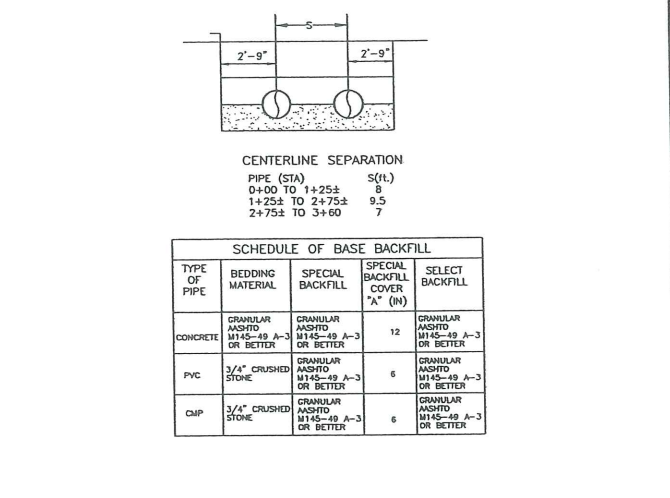 S
2'-9" 2'-9"
CENTERLINE SEPARATION
PIPE (STA) S(ft.)
0+00 TO 1+25± 8
1+25± TO 2+75± 9.5
2+75± TO 3+60 7
SCHEDULE OF BASE BACKFILL
TYPE
OF
PIPE
BEDDING
MATERIAL
SPECIAL
BACKFILL
SPECIAL
BACKFILL
COVER
"A" (IN)
SELECT
BACKFILL
CONCRETE
GRANULAR
AASHTO
M145-49 A-3
OR BETTER
GRANULAR
AASHTO
M145-49 A-3
OR BETTER
12
GRANULAR
AASHTO
M145-49 A-3
OR BETTER
PVC
3/4" CRUSHED
STONE
GRANULAR
AASHTO
M145-49 A-3
OR BETTER
6
GRANULAR
AASHTO
M145-49 A-3
OR BETTER
CMP
3/4" CRUSHED
STONE
GRANULAR
AASHTO
M145-49 A-3
OR BETTER
6
GRANULAR
AASHTO
M145-49 A-3
OR BETTER